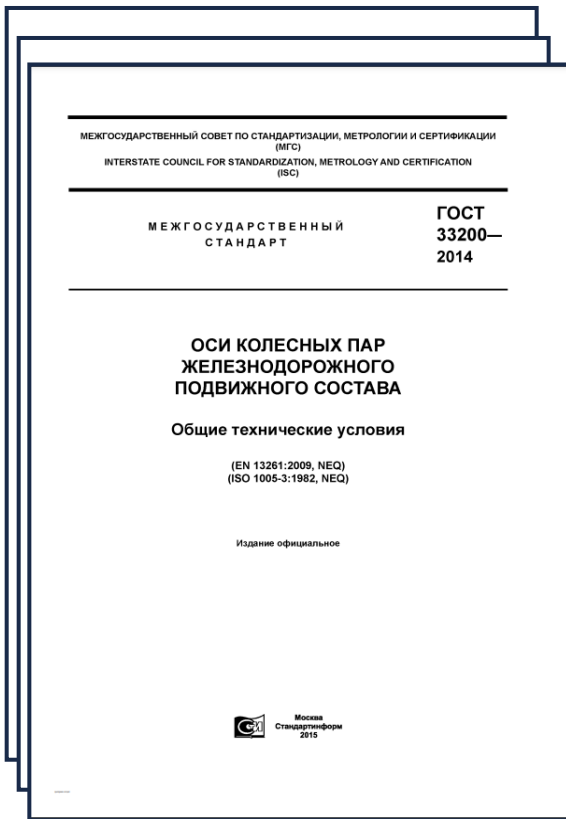 МЕЖГОСУДАРСТВЕННЫЙ СОВЕТ ПО СТАНДАРТИЗАЦИИ, МЕТРОЛОГИИ И СЕРТИФИКАЦИИ
(МГС)
INTERSTATE COUNCIL FOR STANDARDIZATION, METROLOGY AND CERTIFICATION
(ISC)
МЕЖГОСУДАРСТВЕННЫЙ
СТАНДАРТ
ГОСТ
33200—
2014
ОСИ КОЛЕСНЫХ ПАР
ЖЕЛЕЗНОДОРОЖНОГО
ПОДВИЖНОГО СОСТАВА
Общие технические условия
(EN 13261:2009, NEQ)
(ISO 1005-3:1982, NEQ)
Издание официальное
Москва
Стандартинформ
2015